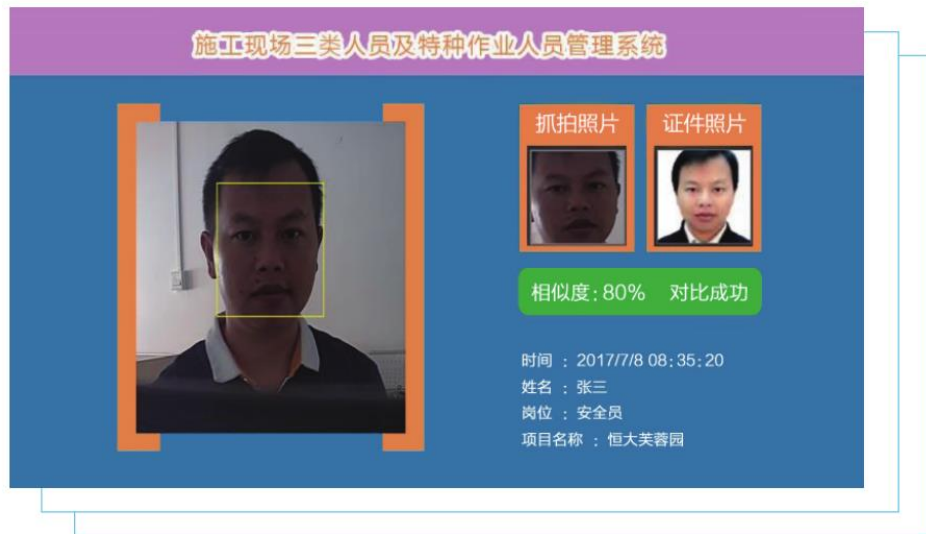 施工现场三类人员及特种作业人员管理系统
抓拍照片
证件照片
相似度：80% 对比成功
时间 ：2017/7/8 08：35：20
姓名 ：张三
岗位 ：安全员
项目名称 ：恒大芙蓉园